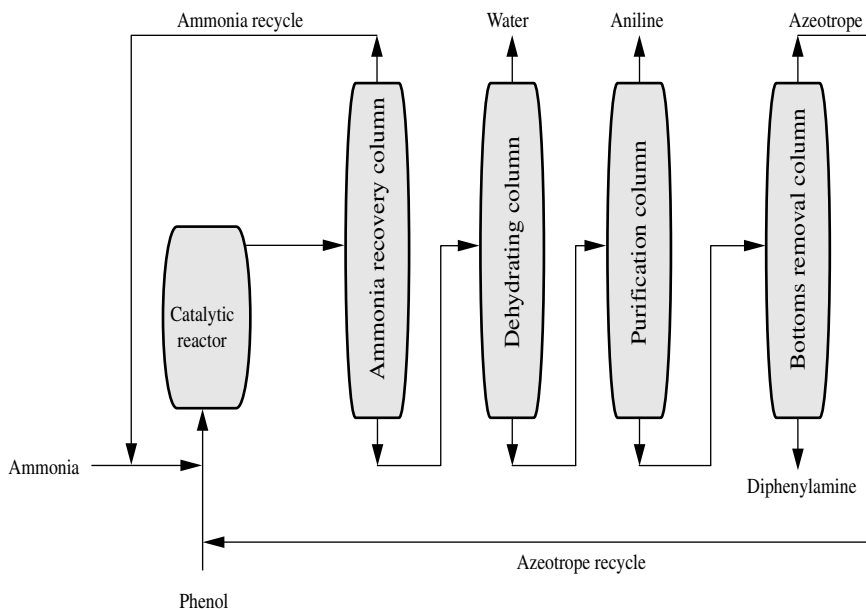 Ammonia recycle
Water
Aniline
Azeotrope
Catalytic
reactor
Ammonia recovery column
Dehydrating column
Purification column
Bottoms removal column
Ammonia
Diphenylamine
Azeotrope recycle
Phenol